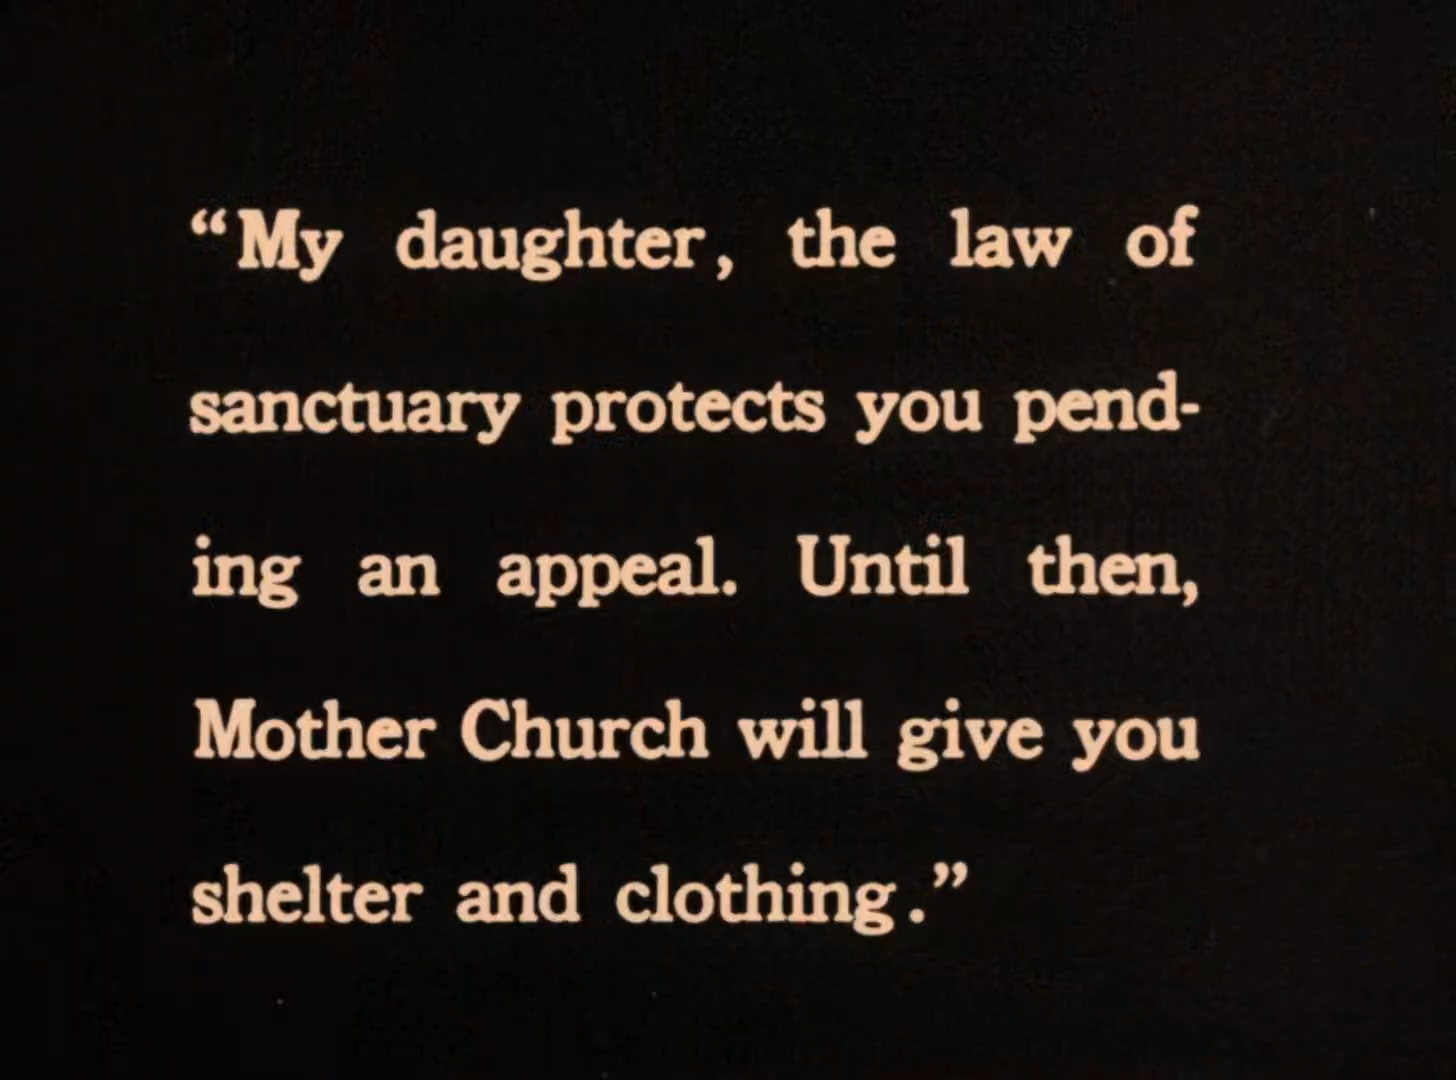 “My daughter, the law of
sanctuary protects you pend-
ing an appeal. Until then,
Mother Church will give you
shelter and clothing.”